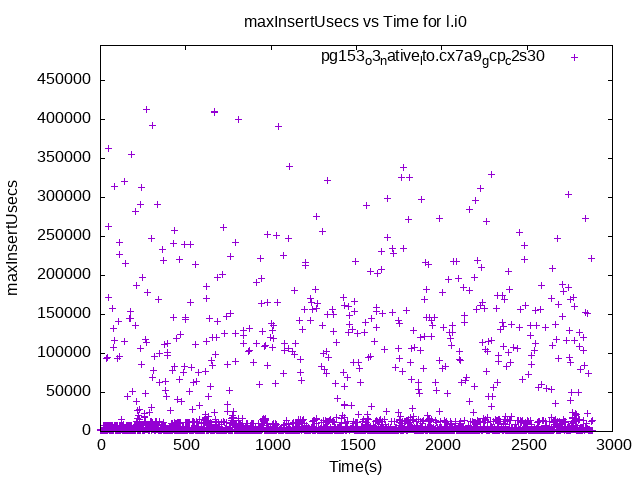 maxInsertUsecs vs Time for l.i0
pg153_o3_native_lto.cx7a9_gcp_c2s30
450000
400000
350000
300000
250000
200000
150000
100000
50000
0
maxInsertUsecs
0 500 1000 1500 2000 2500 3000
Time(s)